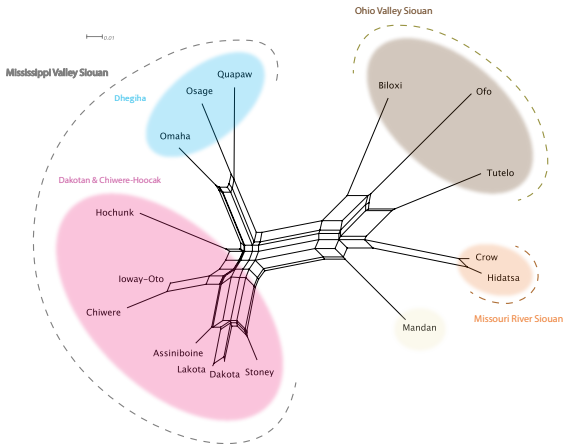 Ohio Valley Siouan
0.01
Mississippi Valley Siouan
Quapaw
Osage
Dhegiha
Omaha
Biloxi
Ofo
Tutelo
Dakotan & Chiwere-Hoocak
Hochunk
Ioway-Oto
Chiwere
Crow
Hidatsa
Missouri River Siouan
Mandan
Assiniboine
Lakota
Dakota
Stoney